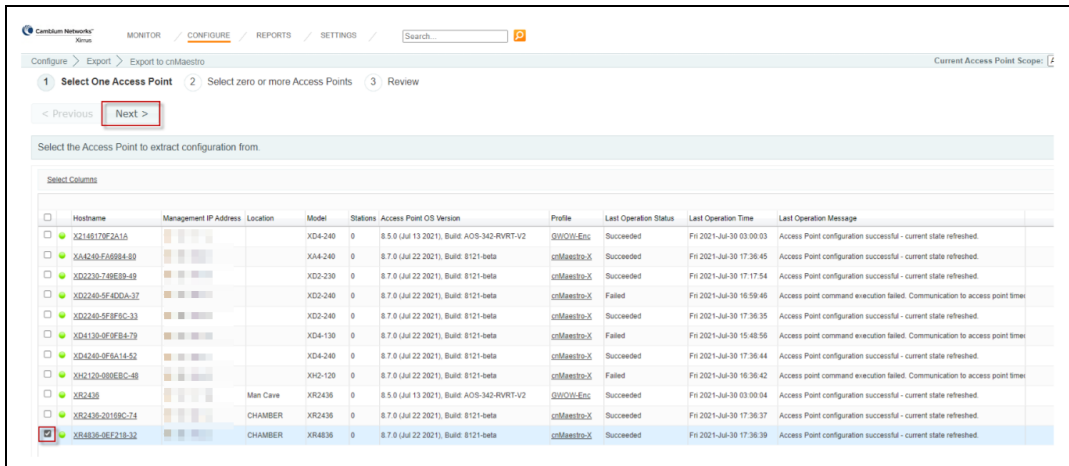 Cambium Networks™
Xirrus
MONITOR / CONFIGURE / REPORTS / SETTINGS / Search...
Configure > Export > Export to cnMaestro Current Access Point Scope: A
1 Select One Access Point 2 Select zero or more Access Points 3 Review
< Previous Next >
Select the Access Point to extract configuration from.
Select Columns
Hostname Management IP Address Location Model Stations Access Point OS Version Profile Last Operation Status Last Operation Time Last Operation Message
X2146170F2A1A XD4-240 0 8.5.0 (Jul 13 2021), Build: AOS-342-RVRT-V2 GWOW-Enc Succeeded Fri 2021-Jul-30 03:00:03 Access Point configuration successful - current state refreshed.
XA4240-FA6984-80 XA4-240 0 8.7.0 (Jul 22 2021), Build: 8121-beta cnMaestro-X Succeeded Fri 2021-Jul-30 17:36:45 Access Point configuration successful - current state refreshed.
XD2230-749E89-49 XD2-230 0 8.7.0 (Jul 22 2021), Build: 8121-beta cnMaestro-X Succeeded Fri 2021-Jul-30 17:17:54 Access Point configuration successful - current state refreshed.
XD2240-5F4DDA-37 XD2-240 0 8.7.0 (Jul 22 2021), Build: 8121-beta cnMaestro-X Failed Fri 2021-Jul-30 16:59:46 Access point command execution failed. Communication to access point timed
XD2240-5F8F6C-33 XD2-240 0 8.7.0 (Jul 22 2021), Build: 8121-beta cnMaestro-X Succeeded Fri 2021-Jul-30 17:36:35 Access Point configuration successful - current state refreshed.
XD4130-0F0FB4-79 XD4-130 0 8.7.0 (Jul 22 2021), Build: 8121-beta cnMaestro-X Failed Fri 2021-Jul-30 15:48:56 Access point command execution failed. Communication to access point timed
XD4240-0F6A14-52 XD4-240 0 8.7.0 (Jul 22 2021), Build: 8121-beta cnMaestro-X Succeeded Fri 2021-Jul-30 17:36:44 Access Point configuration successful - current state refreshed.
XH2120-080EBC-48 XH2-120 0 8.7.0 (Jul 22 2021), Build: 8121-beta cnMaestro-X Failed Fri 2021-Jul-30 16:36:42 Access point command execution failed. Communication to access point timed
XR2436 Man Cave XR2436 0 8.5.0 (Jul 13 2021), Build: AOS-342-RVRT-V2 GWOW-Enc Succeeded Fri 2021-Jul-30 03:00:04 Access Point configuration successful - current state refreshed.
XR2436-20169C-74 CHAMBER XR2436 0 8.7.0 (Jul 22 2021), Build: 8121-beta cnMaestro-X Succeeded Fri 2021-Jul-30 17:36:37 Access Point configuration successful - current state refreshed.
XR4836-0EF218-32 CHAMBER XR4836 0 8.7.0 (Jul 22 2021), Build: 8121-beta cnMaestro-X Succeeded Fri 2021-Jul-30 17:36:39 Access Point configuration successful - current state refreshed.